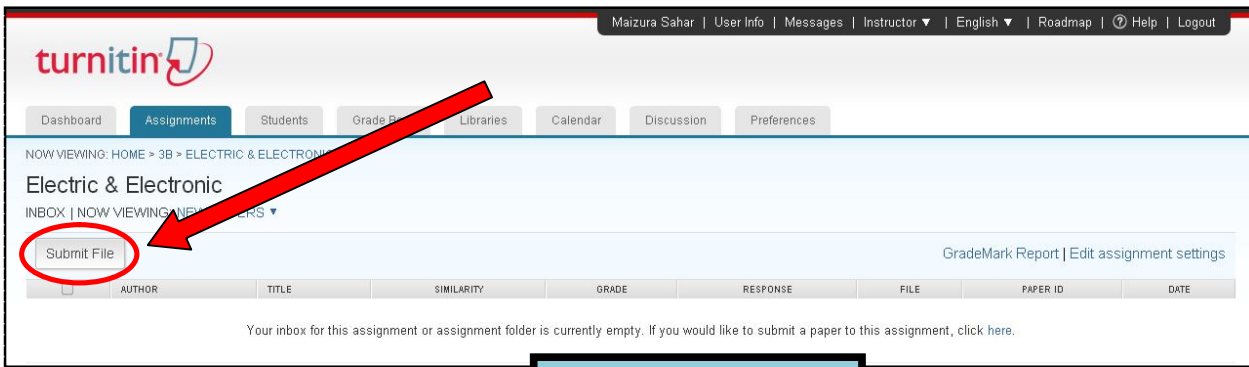 Maizura Sahar | User Info | Messages | Instructor ▼ | English ▼ | Roadmap | ? Help | Logout
turnitin
Dashboard Assignments Students Grade Libraries Calendar Discussion Preferences
NOW VIEWING: HOME > 3B > ELECTRIC & ELECTRONIC
Electric & Electronic
INBOX | NOW VIEWING: ▼
Submit File
GradeMark Report | Edit assignment settings
AUTHOR TITLE SIMILARITY GRADE RESPONSE FILE PAPER ID DATE
Your inbox for this assignment or assignment folder is currently empty. If you would like to submit a paper to this assignment, click here.